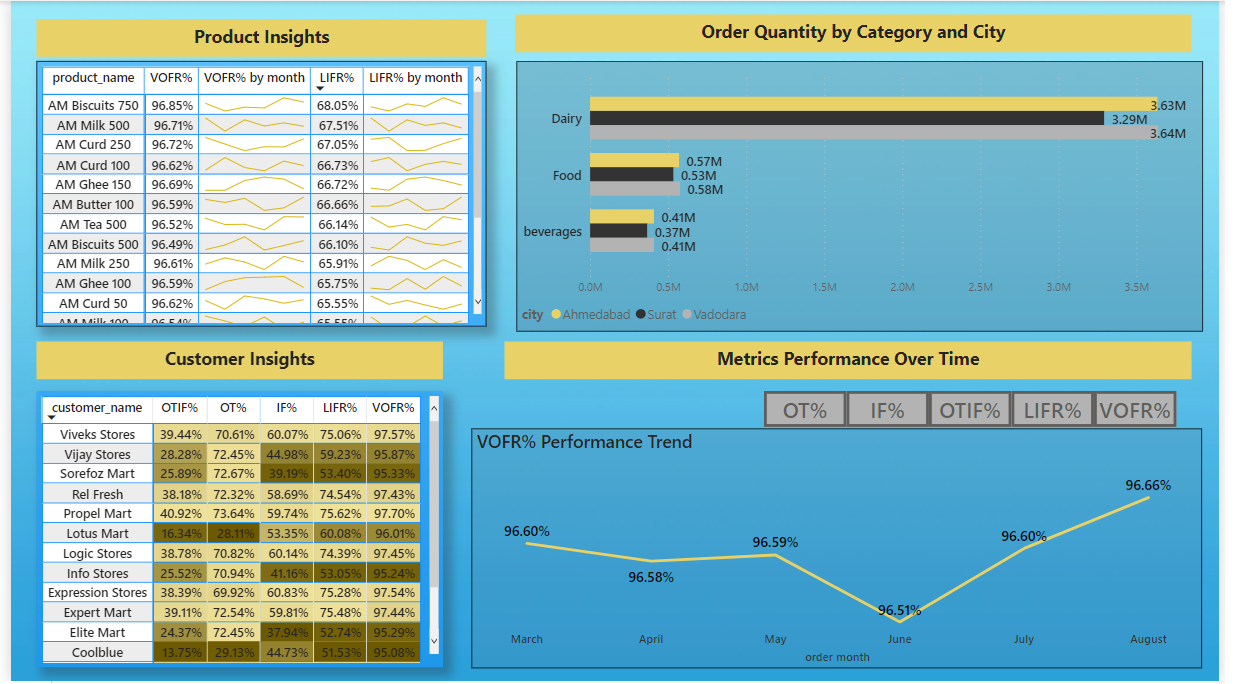 Product Insights
product_name VOFR% VOFR% by month LIFR% LIFR% by month
AM Biscuits 750 96.85% 68.05%
AM Milk 500 96.71% 67.51%
AM Curd 250 96.72% 67.05%
AM Curd 100 96.62% 66.73%
AM Ghee 150 96.69% 66.72%
AM Butter 100 96.59% 66.66%
AM Tea 500 96.52% 66.14%
AM Biscuits 500 96.49% 66.10%
AM Milk 250 96.61% 65.91%
AM Ghee 100 96.59% 65.75%
AM Curd 50 96.62% 65.55%
AM Milk 100 96.54% 65.55%
Order Quantity by Category and City
Dairy
3.63M
3.29M
3.64M
Food
0.57M
0.53M
0.58M
beverages
0.41M
0.37M
0.41M
0.0M 0.5M 1.0M 1.5M 2.0M 2.5M 3.0M 3.5M
city Ahmedabad Surat Vadodara
Customer Insights
customer_name OTIF% OT% IF% LIFR% VOFR%
Viveks Stores 39.44% 70.61% 60.07% 75.06% 97.57%
Vijay Stores 28.28% 72.45% 44.98% 59.23% 95.87%
Sorefoz Mart 25.89% 72.67% 39.19% 53.40% 95.33%
Rel Fresh 38.18% 72.32% 58.69% 74.54% 97.43%
Propel Mart 40.92% 73.64% 59.74% 75.62% 97.70%
Lotus Mart 16.34% 28.11% 53.35% 60.08% 96.01%
Logic Stores 38.78% 70.82% 60.14% 74.39% 97.45%
Info Stores 25.52% 70.94% 41.16% 53.05% 95.24%
Expression Stores 38.39% 69.92% 60.83% 75.28% 97.54%
Expert Mart 39.11% 72.54% 59.81% 75.48% 97.44%
Elite Mart 24.37% 72.45% 37.94% 52.74% 95.29%
Coolblue 13.75% 29.13% 44.73% 51.53% 95.08%
Metrics Performance Over Time
OT% IF% OTIF% LIFR% VOFR%
VOFR% Performance Trend
96.60% 96.58% 96.59% 96.51% 96.60% 96.66%
March April May June July August
order month